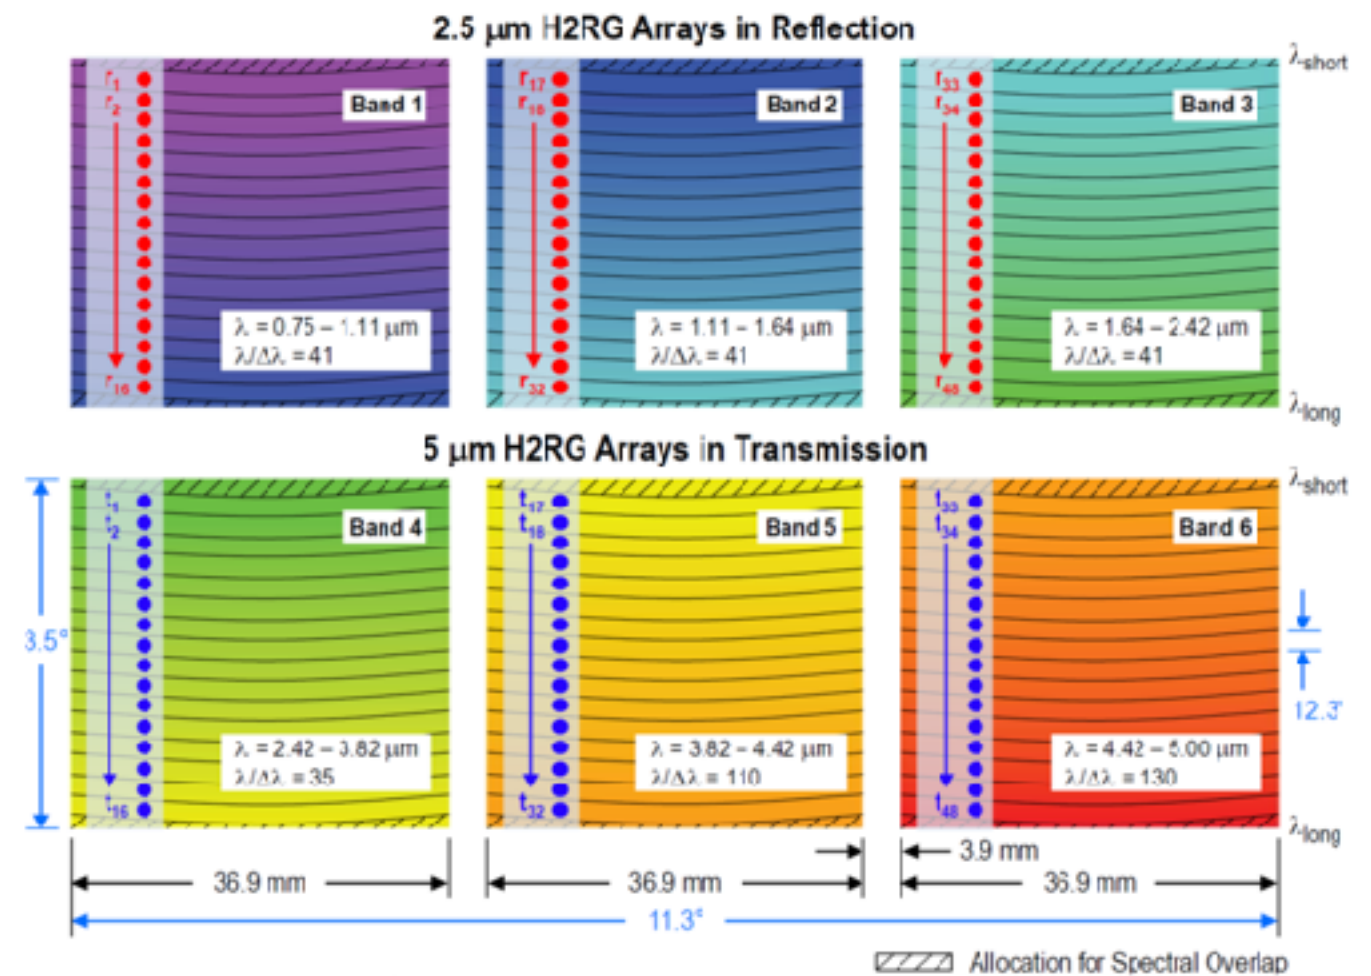 2.5 μm H2RG Arrays in Reflection
λshort
r1
r2
Band 1
r16
λ = 0.75 – 1.11 μm
λ/Δλ = 41
r17
r18
Band 2
r32
λ = 1.11 – 1.64 μm
λ/Δλ = 41
r33
r34
Band 3
r48
λ = 1.64 – 2.42 μm
λ/Δλ = 41
λlong
5 μm H2RG Arrays in Transmission
λshort
t1
t2
Band 4
t16
λ = 2.42 – 3.82 μm
λ/Δλ = 35
t17
t18
Band 5
t32
λ = 3.82 – 4.42 μm
λ/Δλ = 110
t33
t34
Band 6
t48
λ = 4.42 – 5.00 μm
λ/Δλ = 130
λlong
3.5°
12.3'
3.9 mm
36.9 mm
36.9 mm
36.9 mm
11.3°
Allocation for Spectral Overlap